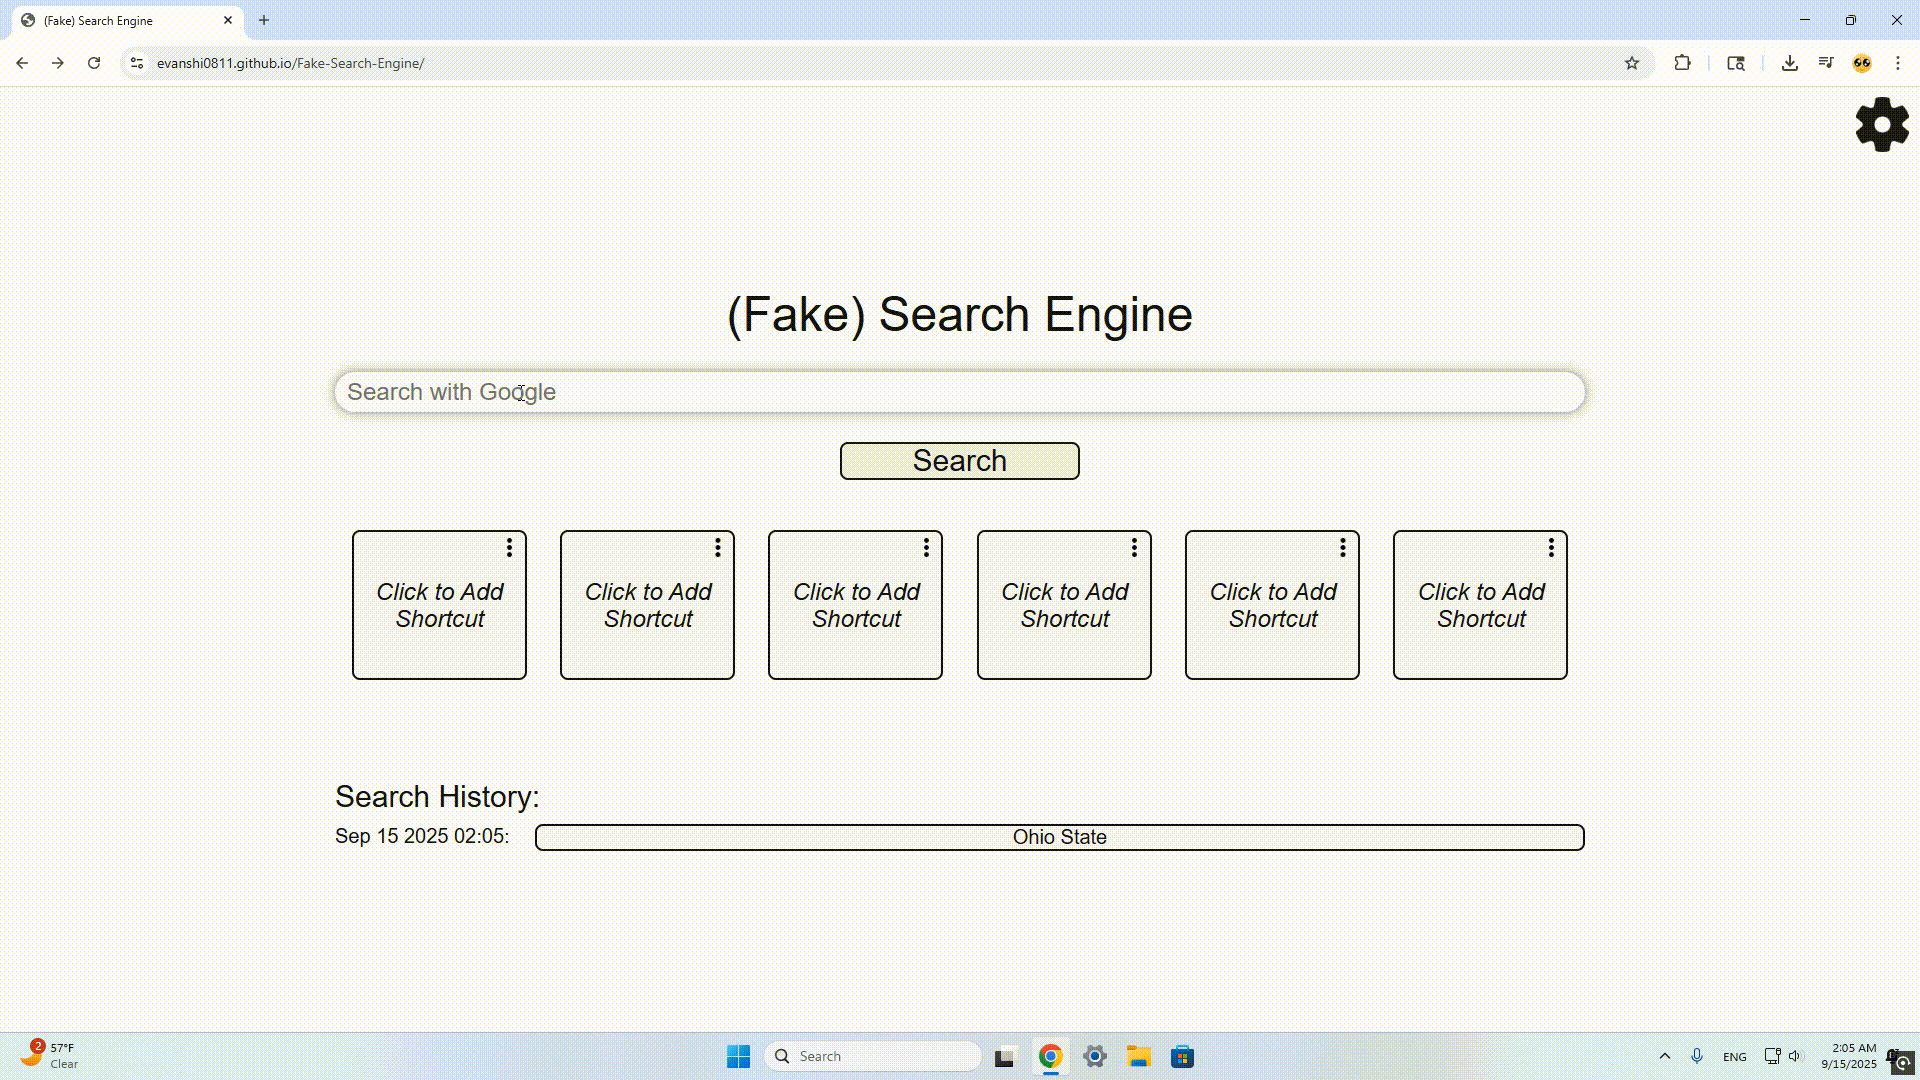 (Fake) Search Engine
evanshi0811.github.io/Fake-Search-Engine/
(Fake) Search Engine
Search with Google
Search
Click to Add
Shortcut
Click to Add
Shortcut
Click to Add
Shortcut
Click to Add
Shortcut
Click to Add
Shortcut
Click to Add
Shortcut
Search History:
Sep 15 2025 02:05:
Ohio State
2
57°F
Clear
Search
ENG
2:05 AM
9/15/2025